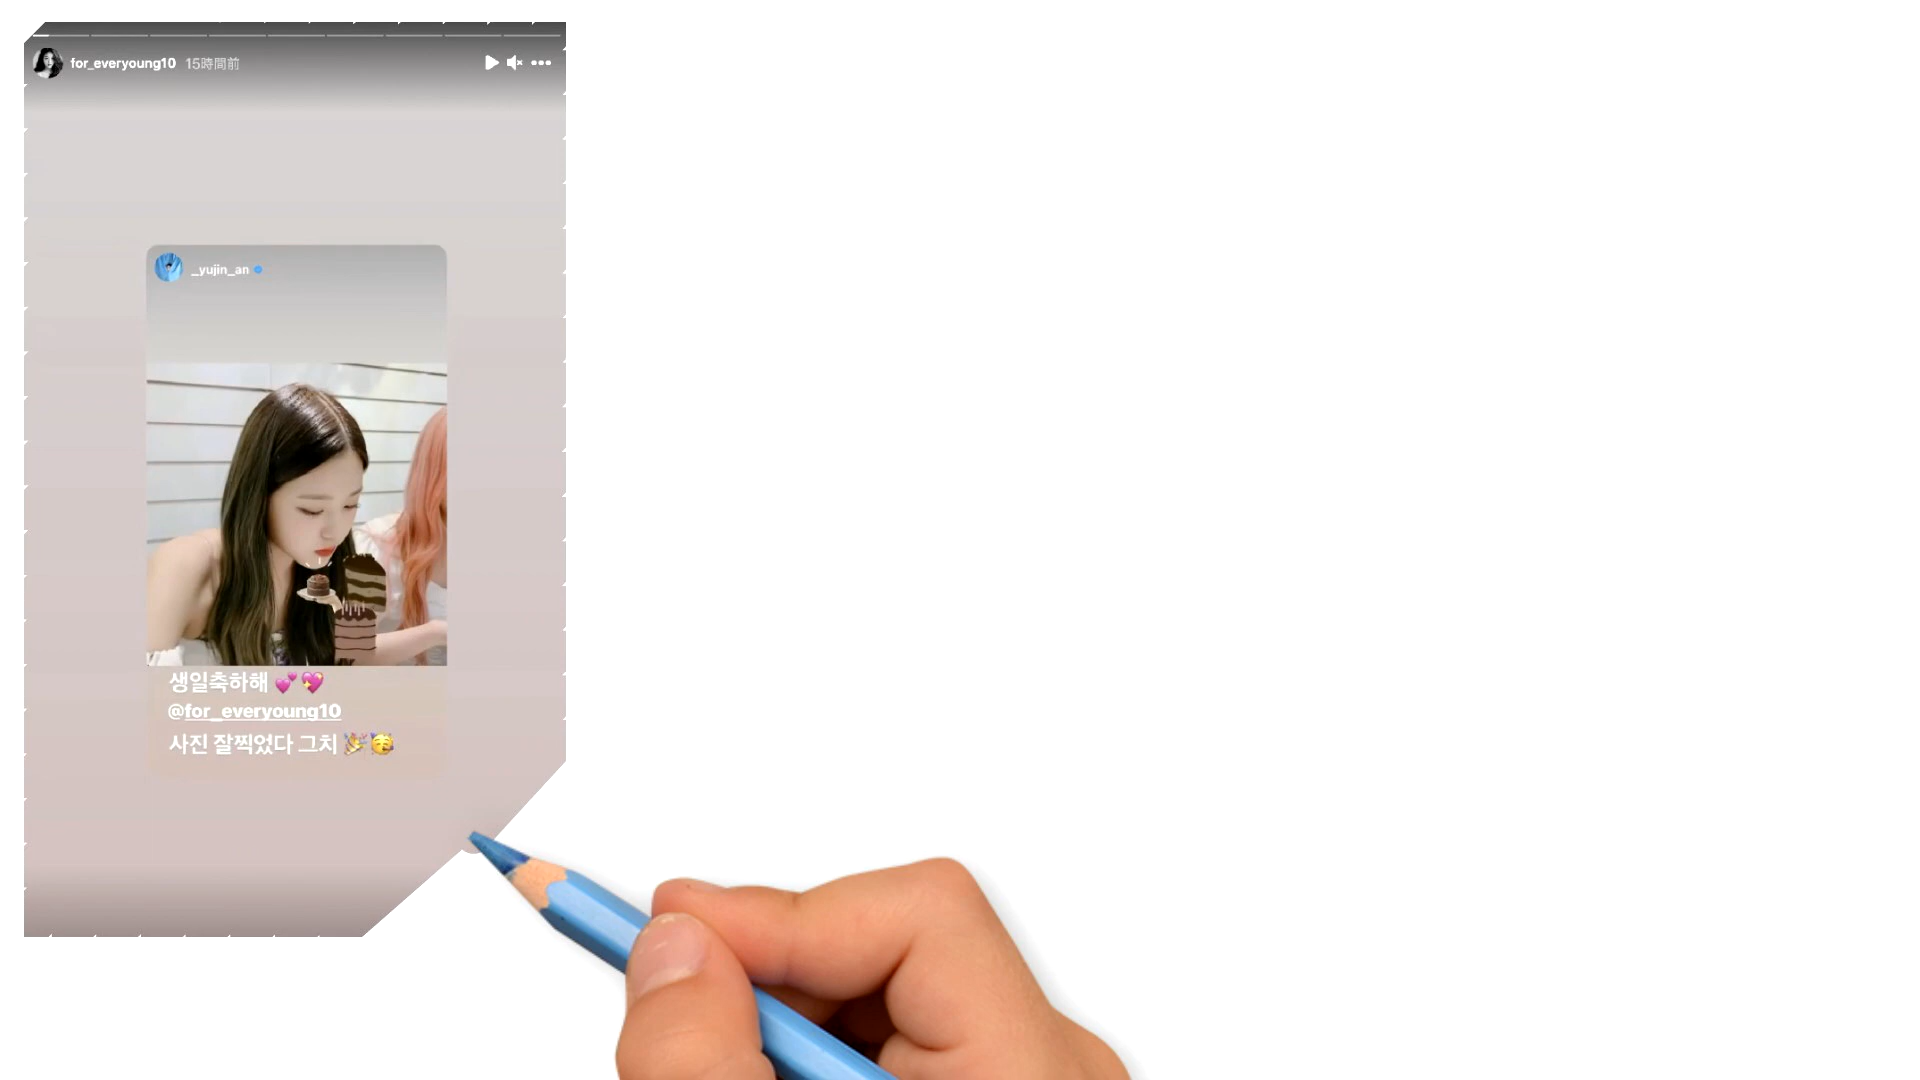 for_everyoung10 15時間前
_yujin_an
생일축하해 💕💖
@for_everyoung10
사진 잘찍었다 그치 🎉🥳